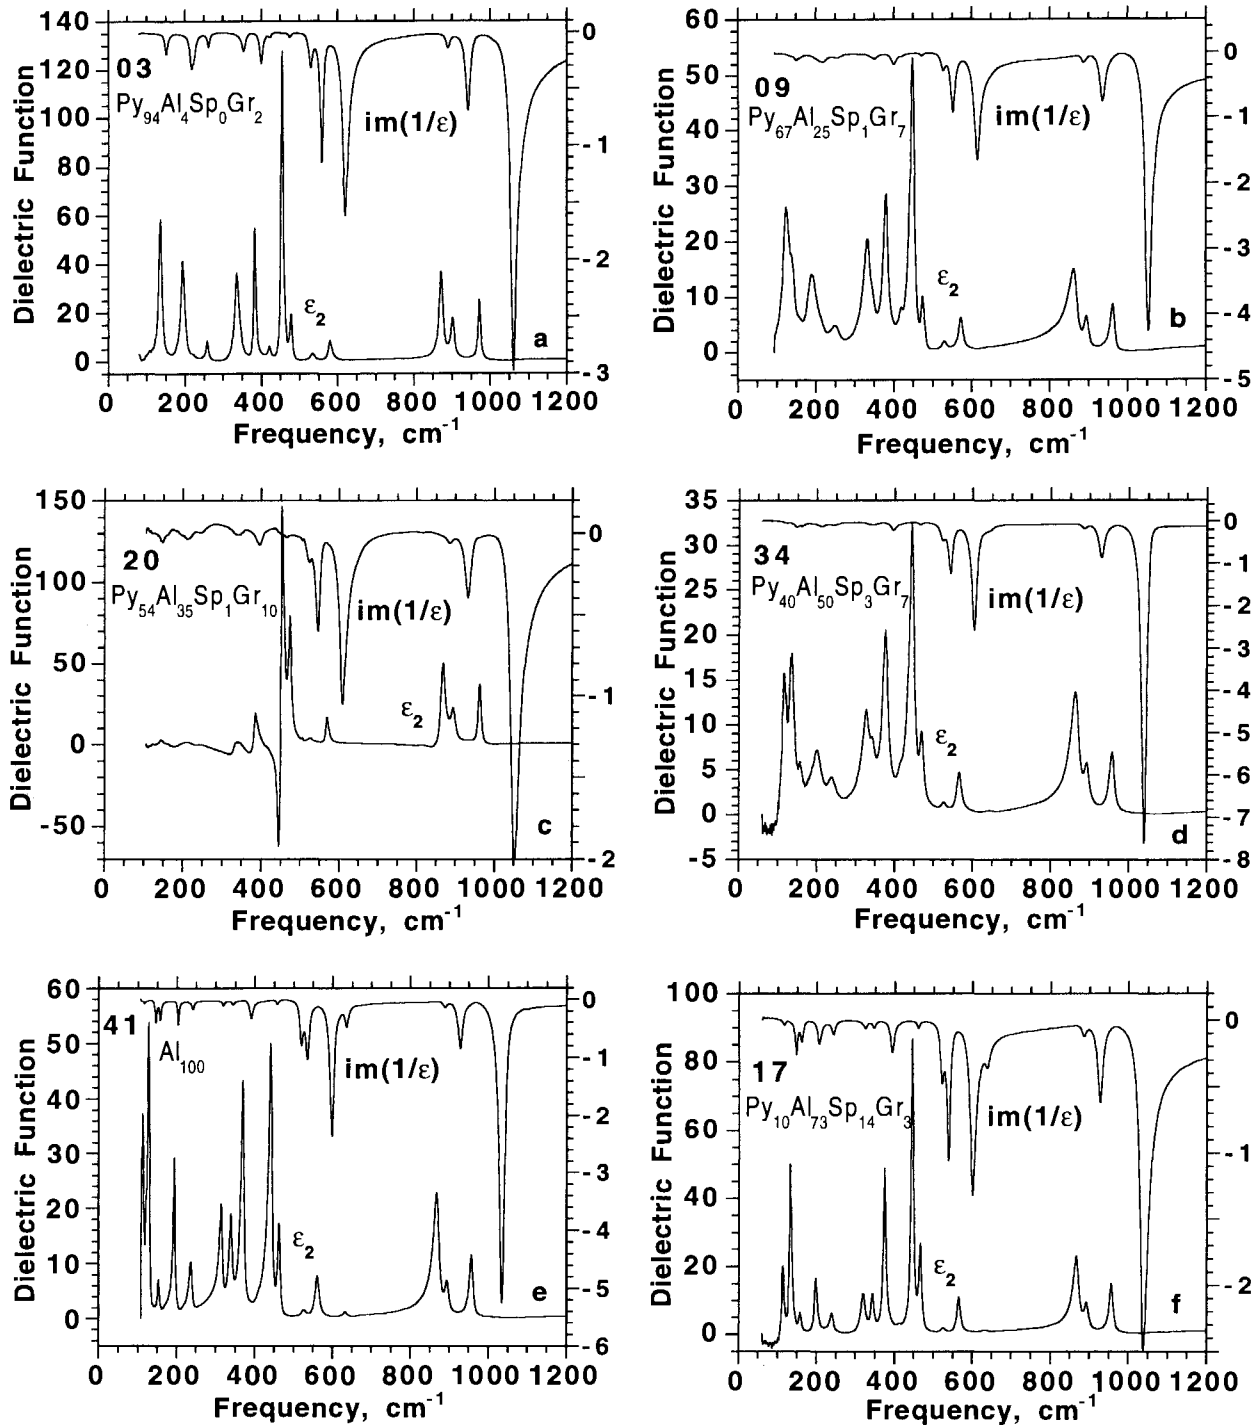 Dielectric Function
140
120
100
80
60
40
20
0
0
-1
-2
-3
03
Py94Al4Sp0Gr2
im(1/ε)
ε2
a
0 200 400 600 800 1000 1200
Frequency, cm-1
Dielectric Function
60
50
40
30
20
10
0
0
-1
-2
-3
-4
-5
09
Py67Al25Sp1Gr7
im(1/ε)
ε2
b
0 200 400 600 800 1000 1200
Frequency, cm-1
Dielectric Function
150
100
50
0
-50
0
-1
-2
20
Py54Al35Sp1Gr10
im(1/ε)
ε2
c
0 200 400 600 800 1000 1200
Frequency, cm-1
Dielectric Function
35
30
25
20
15
10
5
0
-5
0
-1
-2
-3
-4
-5
-6
-7
-8
34
Py40Al50Sp3Gr7
im(1/ε)
ε2
d
0 200 400 600 800 1000 1200
Frequency, cm-1
Dielectric Function
60
50
40
30
20
10
0
0
-1
-2
-3
-4
-5
-6
41
Al100
im(1/ε)
ε2
e
0 200 400 600 800 1000 1200
Frequency, cm-1
Dielectric Function
100
80
60
40
20
0
0
-1
-2
17
Py10Al73Sp14Gr3
im(1/ε)
ε2
f
0 200 400 600 800 1000 1200
Frequency, cm-1